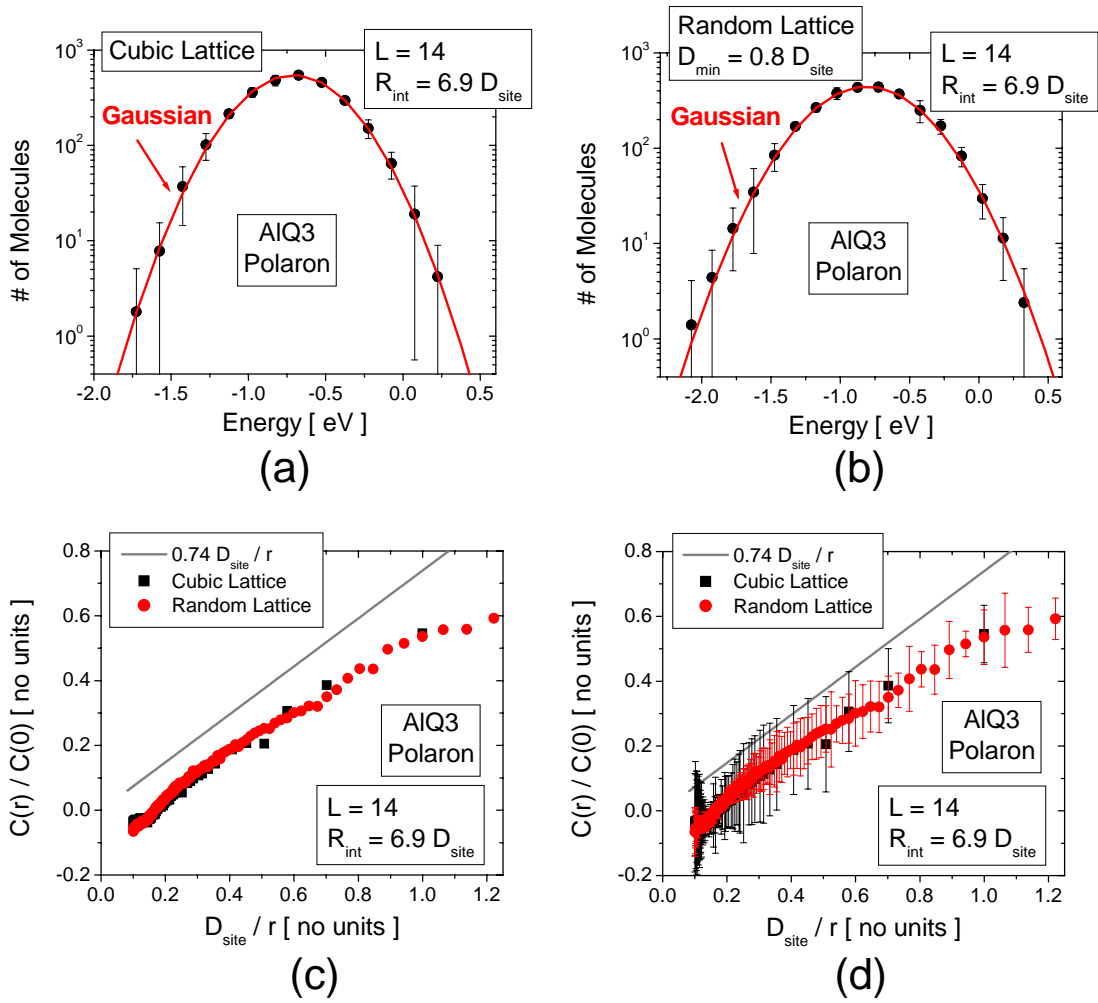 Cubic Lattice
L = 14
R_int = 6.9 D_site
Gaussian
AlQ3
Polaron
10^3
10^2
10^1
10^0
# of Molecules
-2.0 -1.5 -1.0 -0.5 0.0 0.5
Energy [ eV ]
(a)
Random Lattice
D_min = 0.8 D_site
L = 14
R_int = 6.9 D_site
Gaussian
AlQ3
Polaron
10^3
10^2
10^1
10^0
# of Molecules
-2.0 -1.5 -1.0 -0.5 0.0 0.5
Energy [ eV ]
(b)
0.74 D_site / r
Cubic Lattice
Random Lattice
AlQ3
Polaron
L = 14
R_int = 6.9 D_site
0.8
0.6
0.4
0.2
0.0
-0.2
C(r) / C(0) [ no units ]
0.0 0.2 0.4 0.6 0.8 1.0 1.2
D_site / r [ no units ]
(c)
0.74 D_site / r
Cubic Lattice
Random Lattice
AlQ3
Polaron
L = 14
R_int = 6.9 D_site
0.8
0.6
0.4
0.2
0.0
-0.2
C(r) / C(0) [ no units ]
0.0 0.2 0.4 0.6 0.8 1.0 1.2
D_site / r [ no units ]
(d)